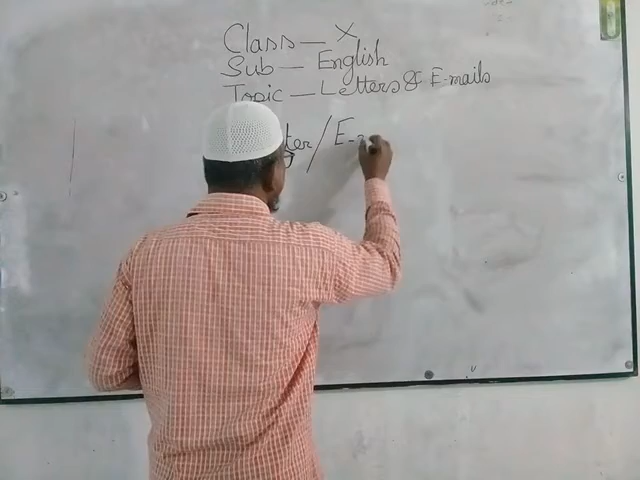 Class — X
Sub — English
Topic — Letters & E-mails
ter / E-